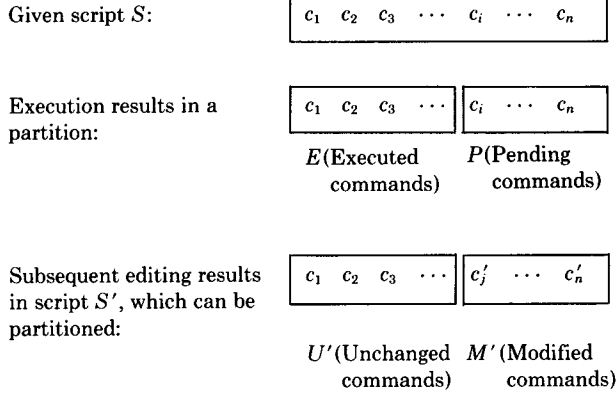 Given script S: c₁ c₂ c₃ ··· cᵢ ··· cₙ
Execution results in a c₁ c₂ c₃ ··· cᵢ ··· cₙ
partition:
E(Executed P(Pending
commands) commands)
Subsequent editing results c₁ c₂ c₃ ··· c′ⱼ ··· c′ₙ
in script S′, which can be
partitioned:
U′(Unchanged M′(Modified
commands) commands)